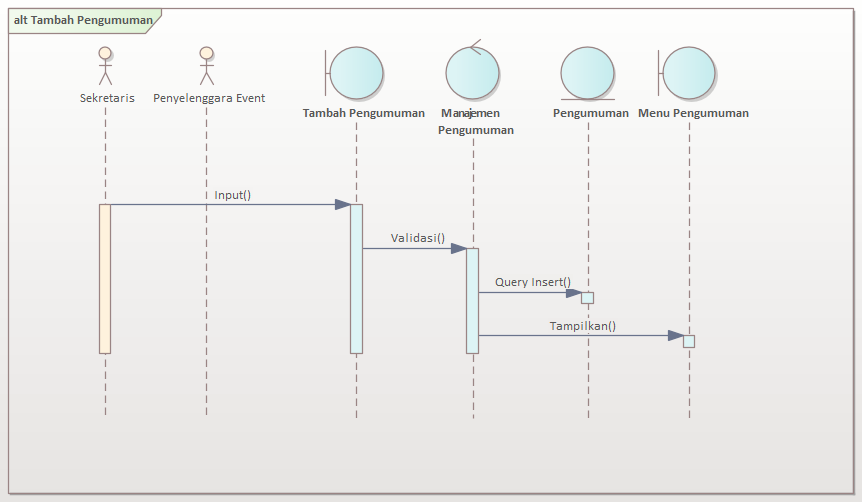 alt Tambah Pengumuman
Sekretaris
Penyelenggara Event
Tambah Pengumuman
Manajemen
Pengumuman
Pengumuman
Menu Pengumuman
Input()
Validasi()
Query Insert()
Tampilkan()